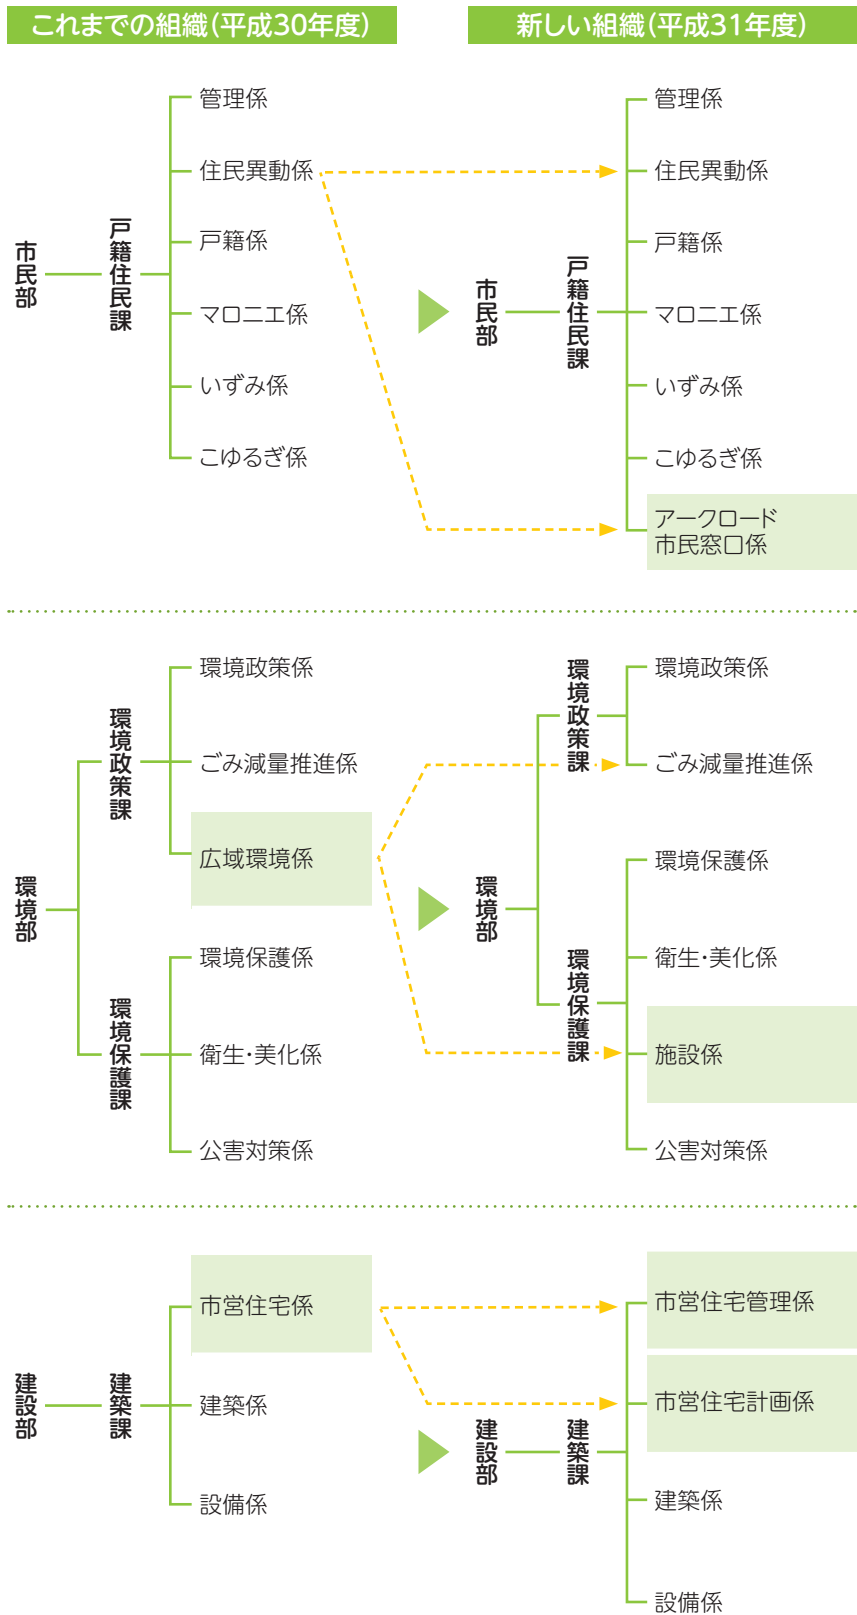 これまでの組織(平成30年度)
新しい組織(平成31年度)
市民部
戸籍住民課
管理係
住民異動係
戸籍係
マロニエ係
いずみ係
こゆるぎ係
市民部
戸籍住民課
管理係
住民異動係
戸籍係
マロニエ係
いずみ係
こゆるぎ係
アークロード
市民窓口係
環境部
環境政策課
環境政策係
ごみ減量推進係
広域環境係
環境保護課
環境保護係
衛生・美化係
公害対策係
環境部
環境政策課
環境政策係
ごみ減量推進係
環境保護課
環境保護係
衛生・美化係
施設係
公害対策係
建設部
建築課
市営住宅係
建築係
設備係
建設部
建築課
市営住宅管理係
市営住宅計画係
建築係
設備係